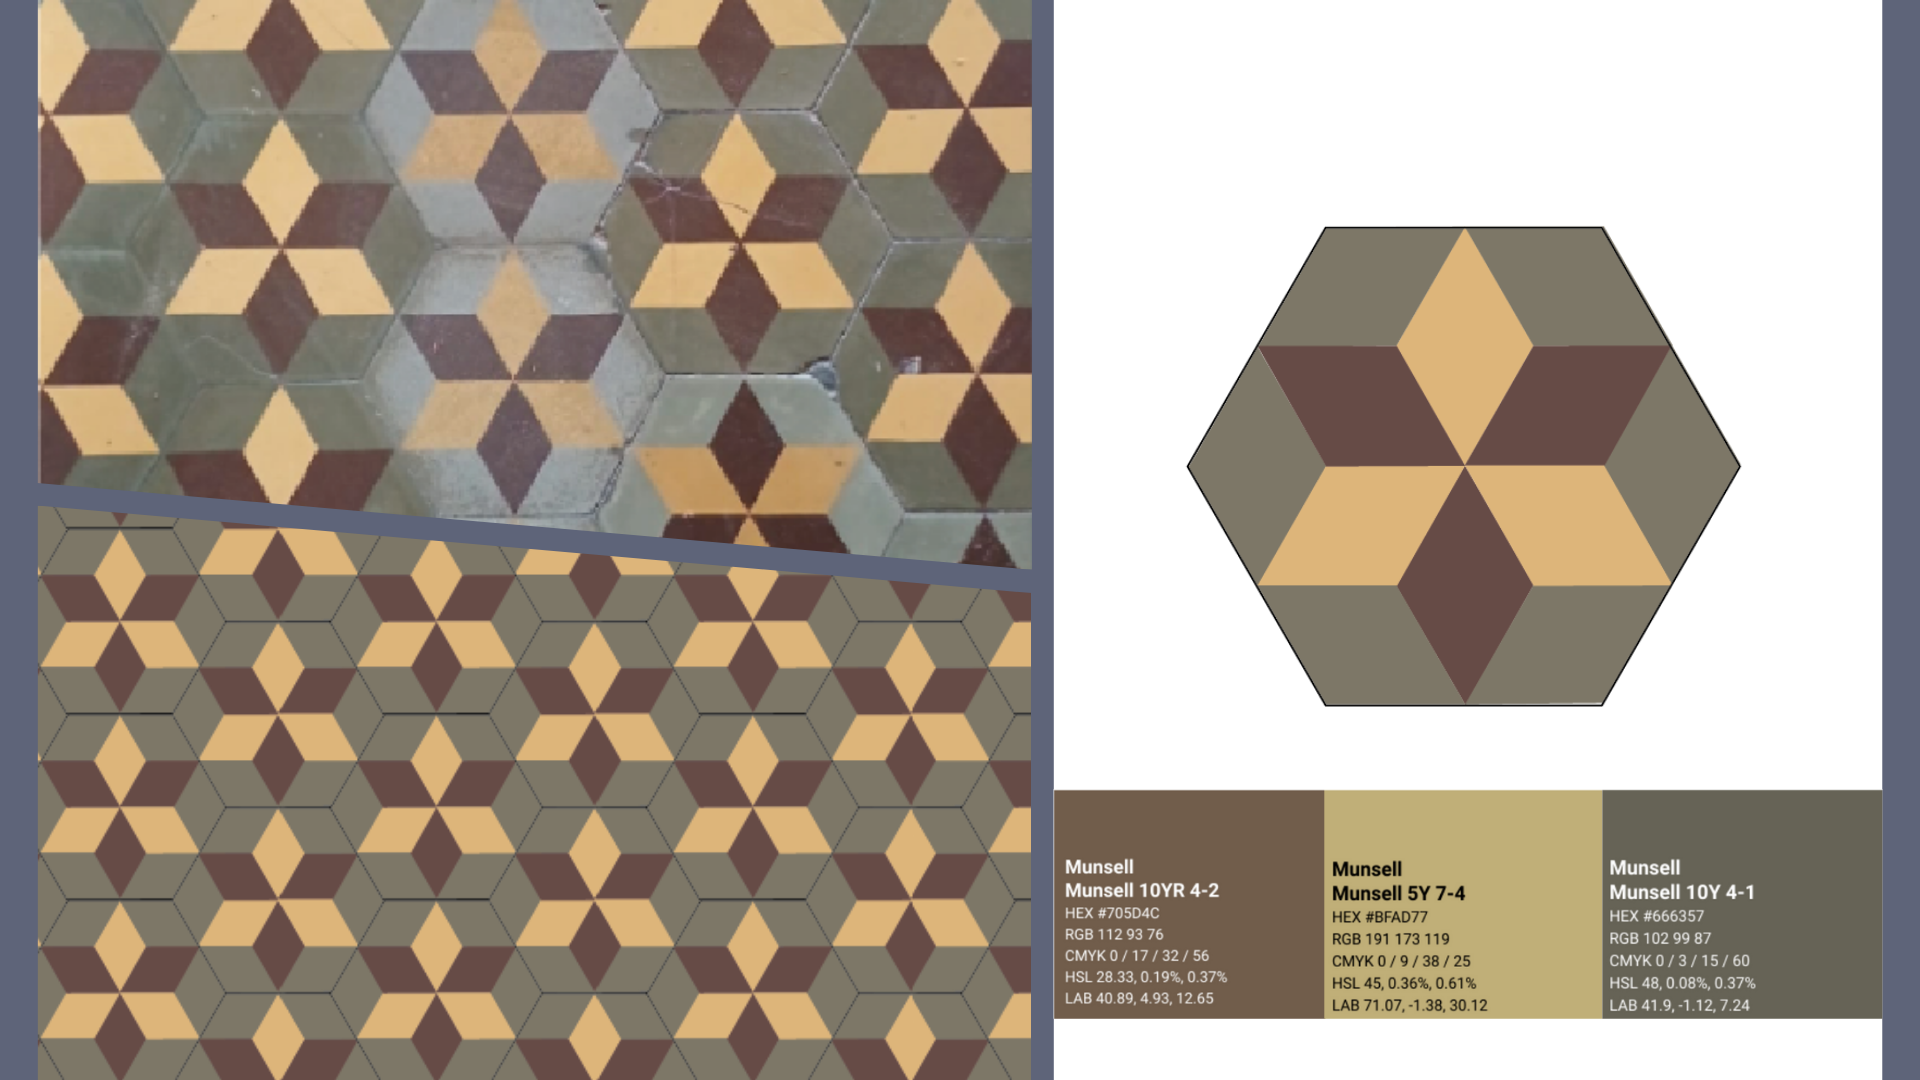 Munsell
Munsell 10YR 4-2
HEX #705D4C
RGB 112 93 76
CMYK 0 / 17 / 32 / 56
HSL 28.33, 0.19%, 0.37%
LAB 40.89, 4.93, 12.65
Munsell
Munsell 5Y 7-4
HEX #BFAD77
RGB 191 173 119
CMYK 0 / 9 / 38 / 25
HSL 45, 0.36%, 0.61%
LAB 71.07, -1.38, 30.12
Munsell
Munsell 10Y 4-1
HEX #666357
RGB 102 99 87
CMYK 0 / 3 / 15 / 60
HSL 48, 0.08%, 0.37%
LAB 41.9, -1.12, 7.24